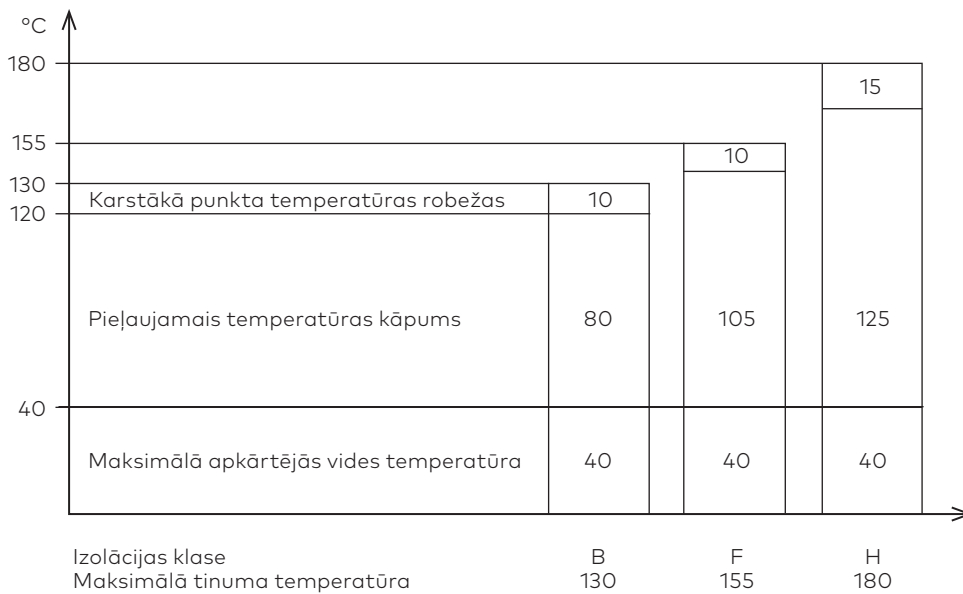 °C
180
15
155
10
130
Karstākā punkta temperatūras robežas 10
120
Pieļaujamais temperatūras kāpums 80 105 125
40
Maksimālā apkārtējās vides temperatūra 40 40 40
Izolācijas klase B F H
Maksimālā tinuma temperatūra 130 155 180